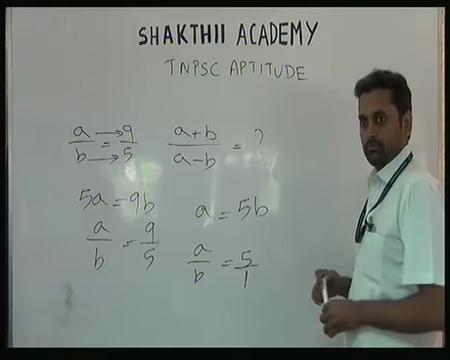 SHAKTHII ACADEMY
TNPSC APTITUDE
a/b → = → 9/5
(a+b)/(a-b) = ?
5a = 9b
a = 5b
a/b = 9/5
a/b = 5/1